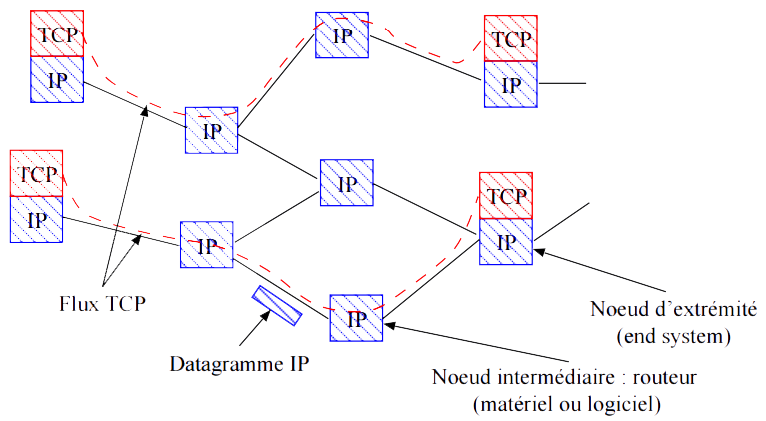 TCP
IP
IP
TCP
IP
IP
TCP
IP
IP
TCP
IP
IP
IP
Flux TCP
Datagramme IP
Noeud d'extrémité
(end system)
Noeud intermédiaire : routeur
(matériel ou logiciel)